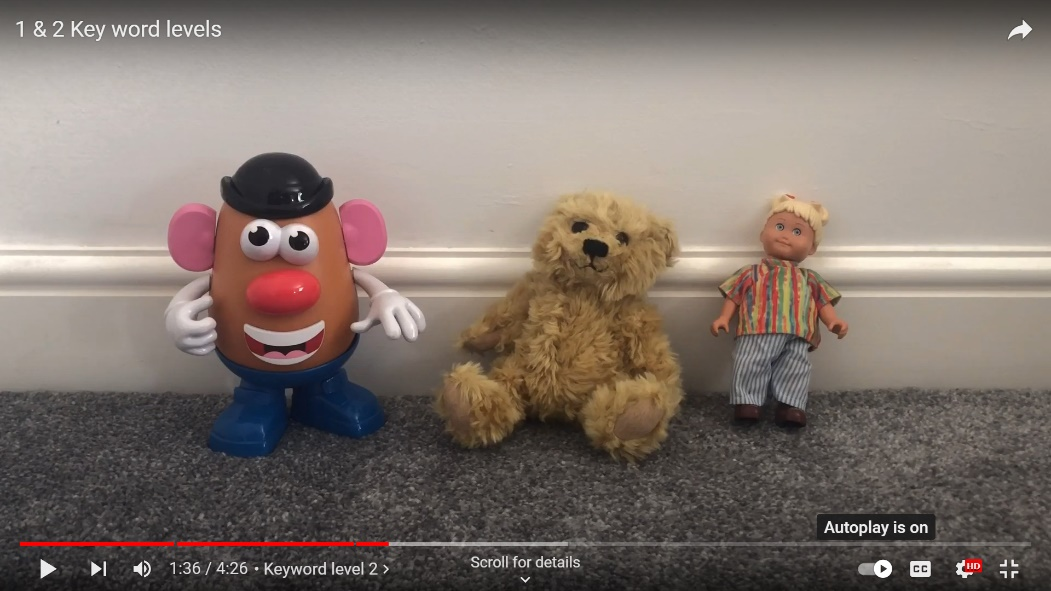 1 & 2 Key word levels
Autoplay is on
Scroll for details
1:36 / 4:26 • Keyword level 2 >
CC
HD